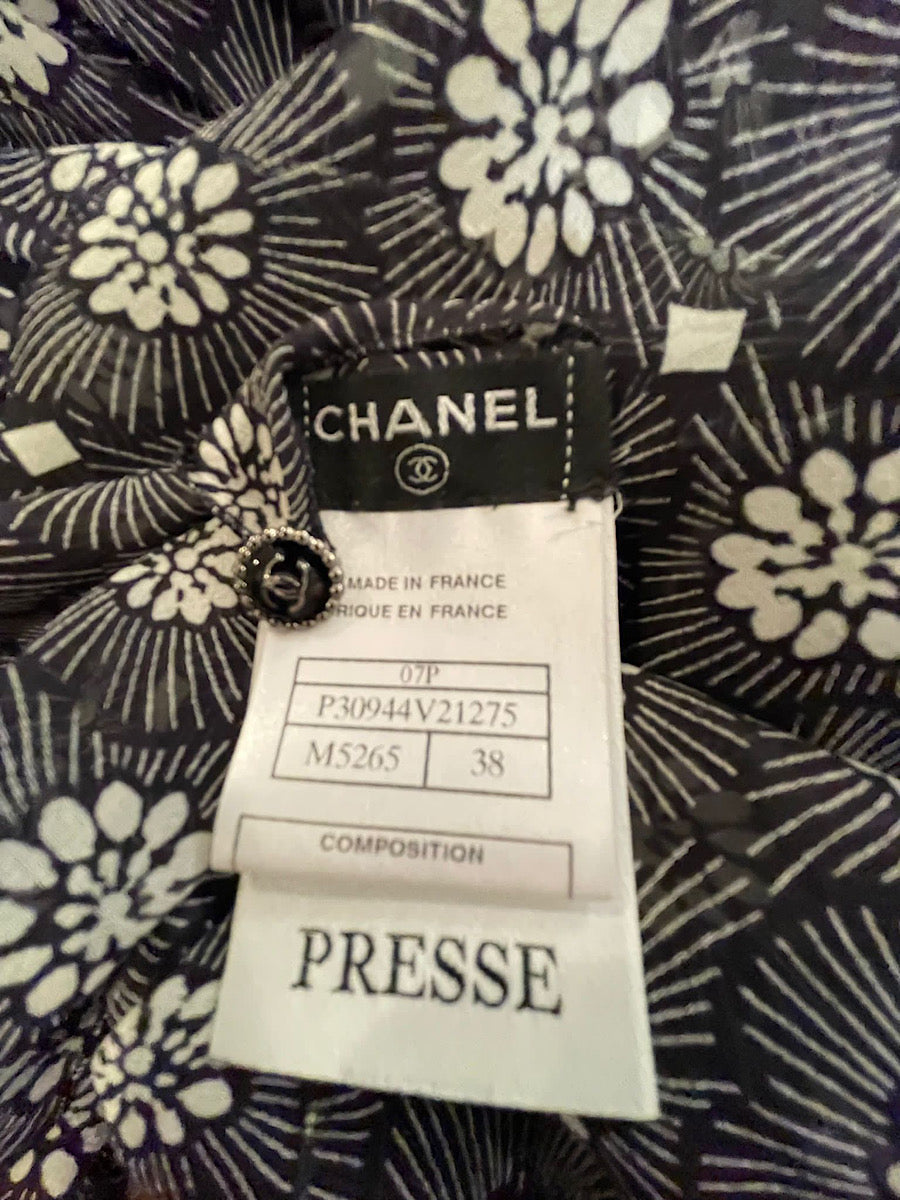 CHANEL
MADE IN FRANCE
RIQUE EN FRANCE
07P
P30944V21275
M5265 38
COMPOSITION
PRESSE